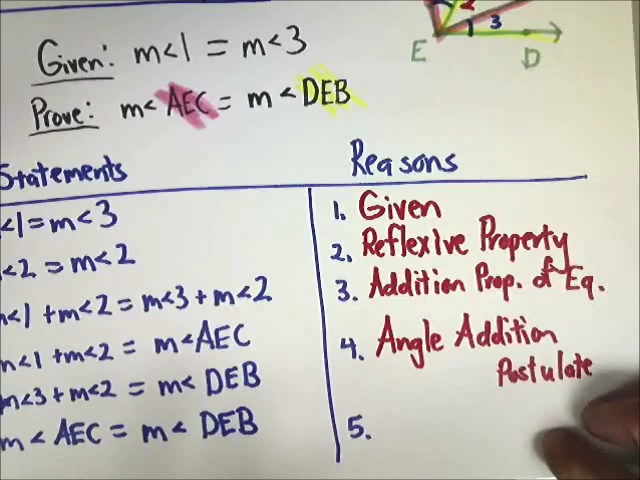 2
3
E
D
Given: m<1 = m<3
Prove: m< AEC = m < DEB
Statements
Reasons
<1 = m<3
1. Given
<2 = m<2
2. Reflexive Property
m<1 + m<2 = m<3 + m<2
3. Addition Prop. of Eq.
m<1 + m<2 = m<AEC
4. Angle Addition
Postulate
m<3 + m<2 = m< DEB
m < AEC = m < DEB
5.